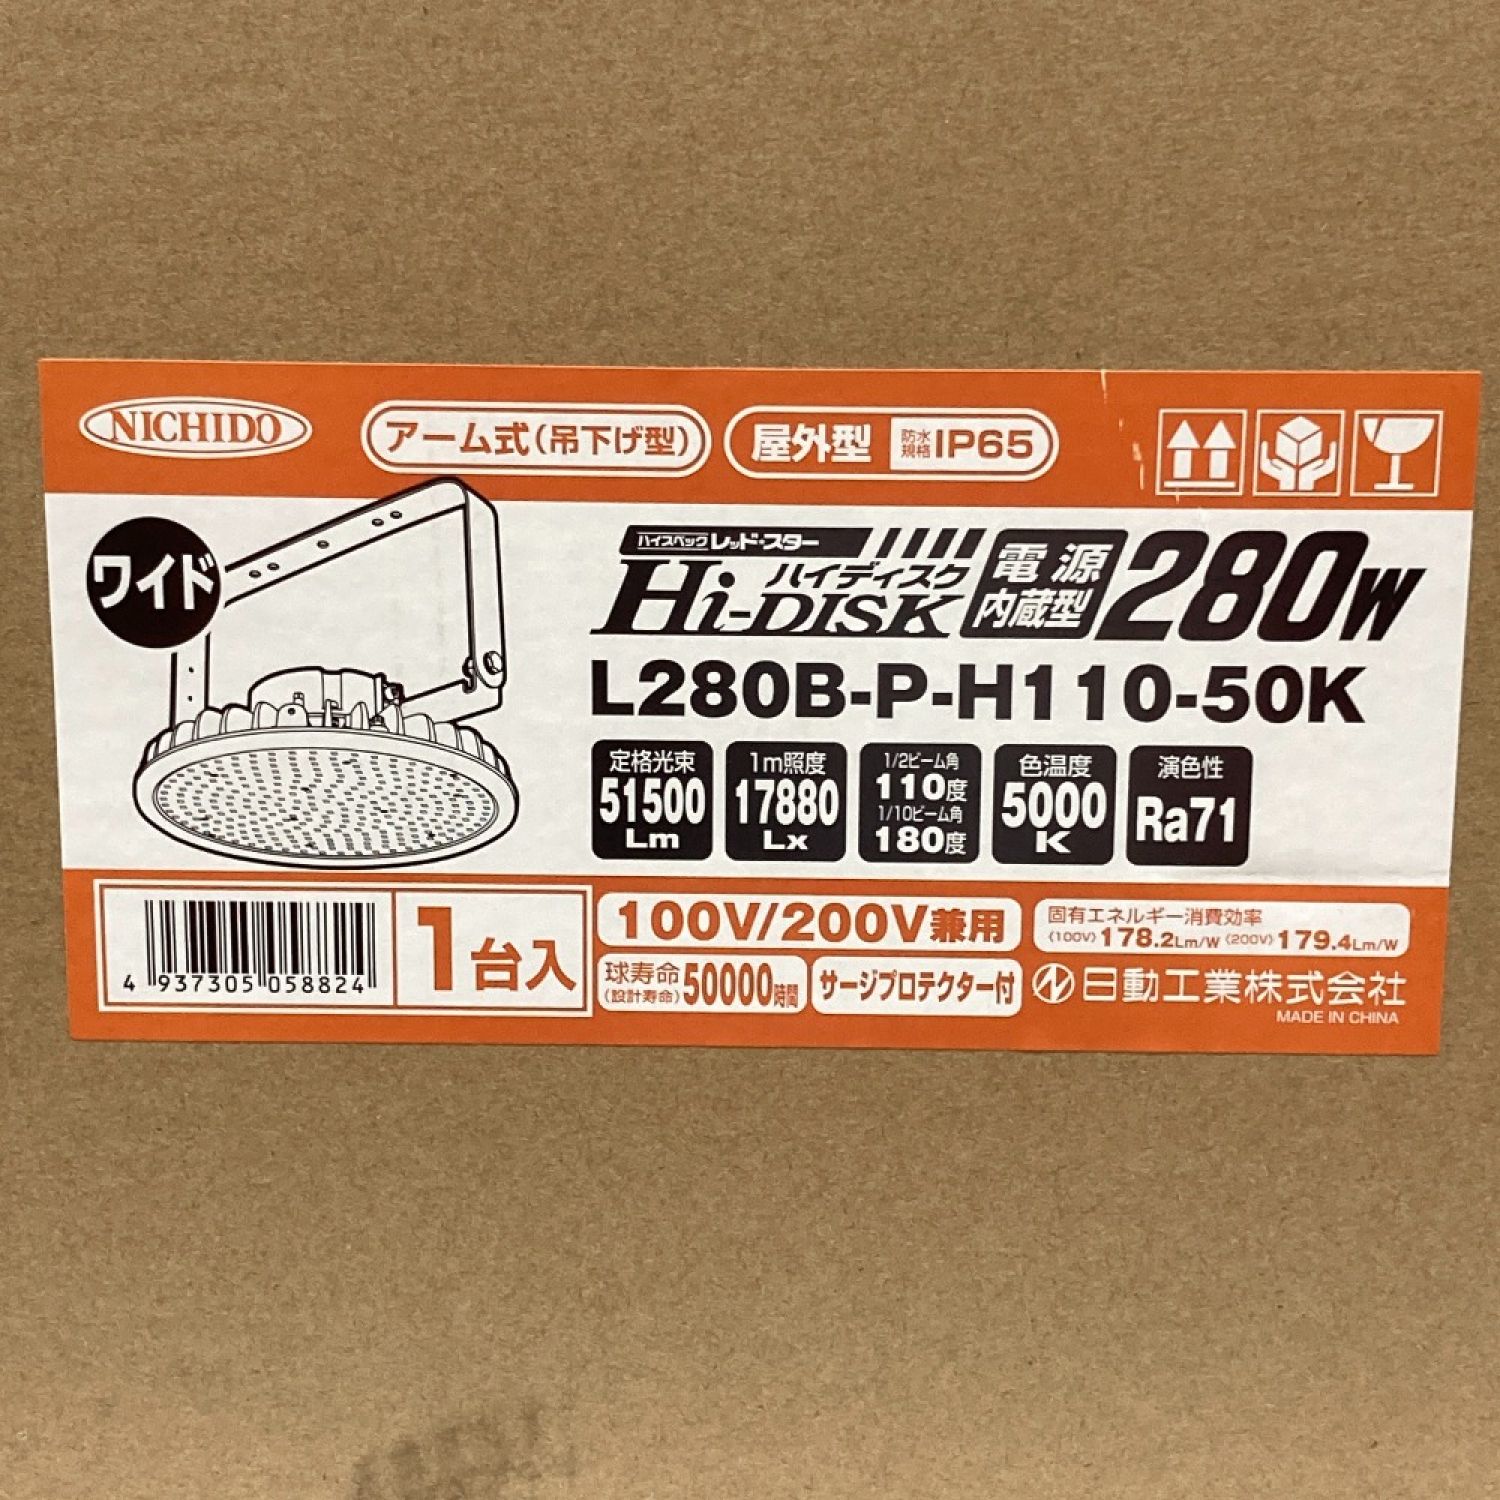 NICHIDO
アーム式(吊下げ型)
屋外型 防水規格 IP65
ワイド
ハイスペック レッド・スター
ハイディスク
Hi-DISK 電源内蔵型 280W
L280B-P-H110-50K
定格光束 51500 Lm
1m照度 17880 Lx
1/2ビーム角 110度
1/10ビーム角 180度
色温度 5000 K
演色性 Ra71
4 937305 058824
1台入
100V/200V兼用
球寿命 (設計寿命) 50000時間
サージプロテクター付
固有エネルギー消費効率
(100V) 178.2Lm/W (200V) 179.4Lm/W
日動工業株式会社
MADE IN CHINA